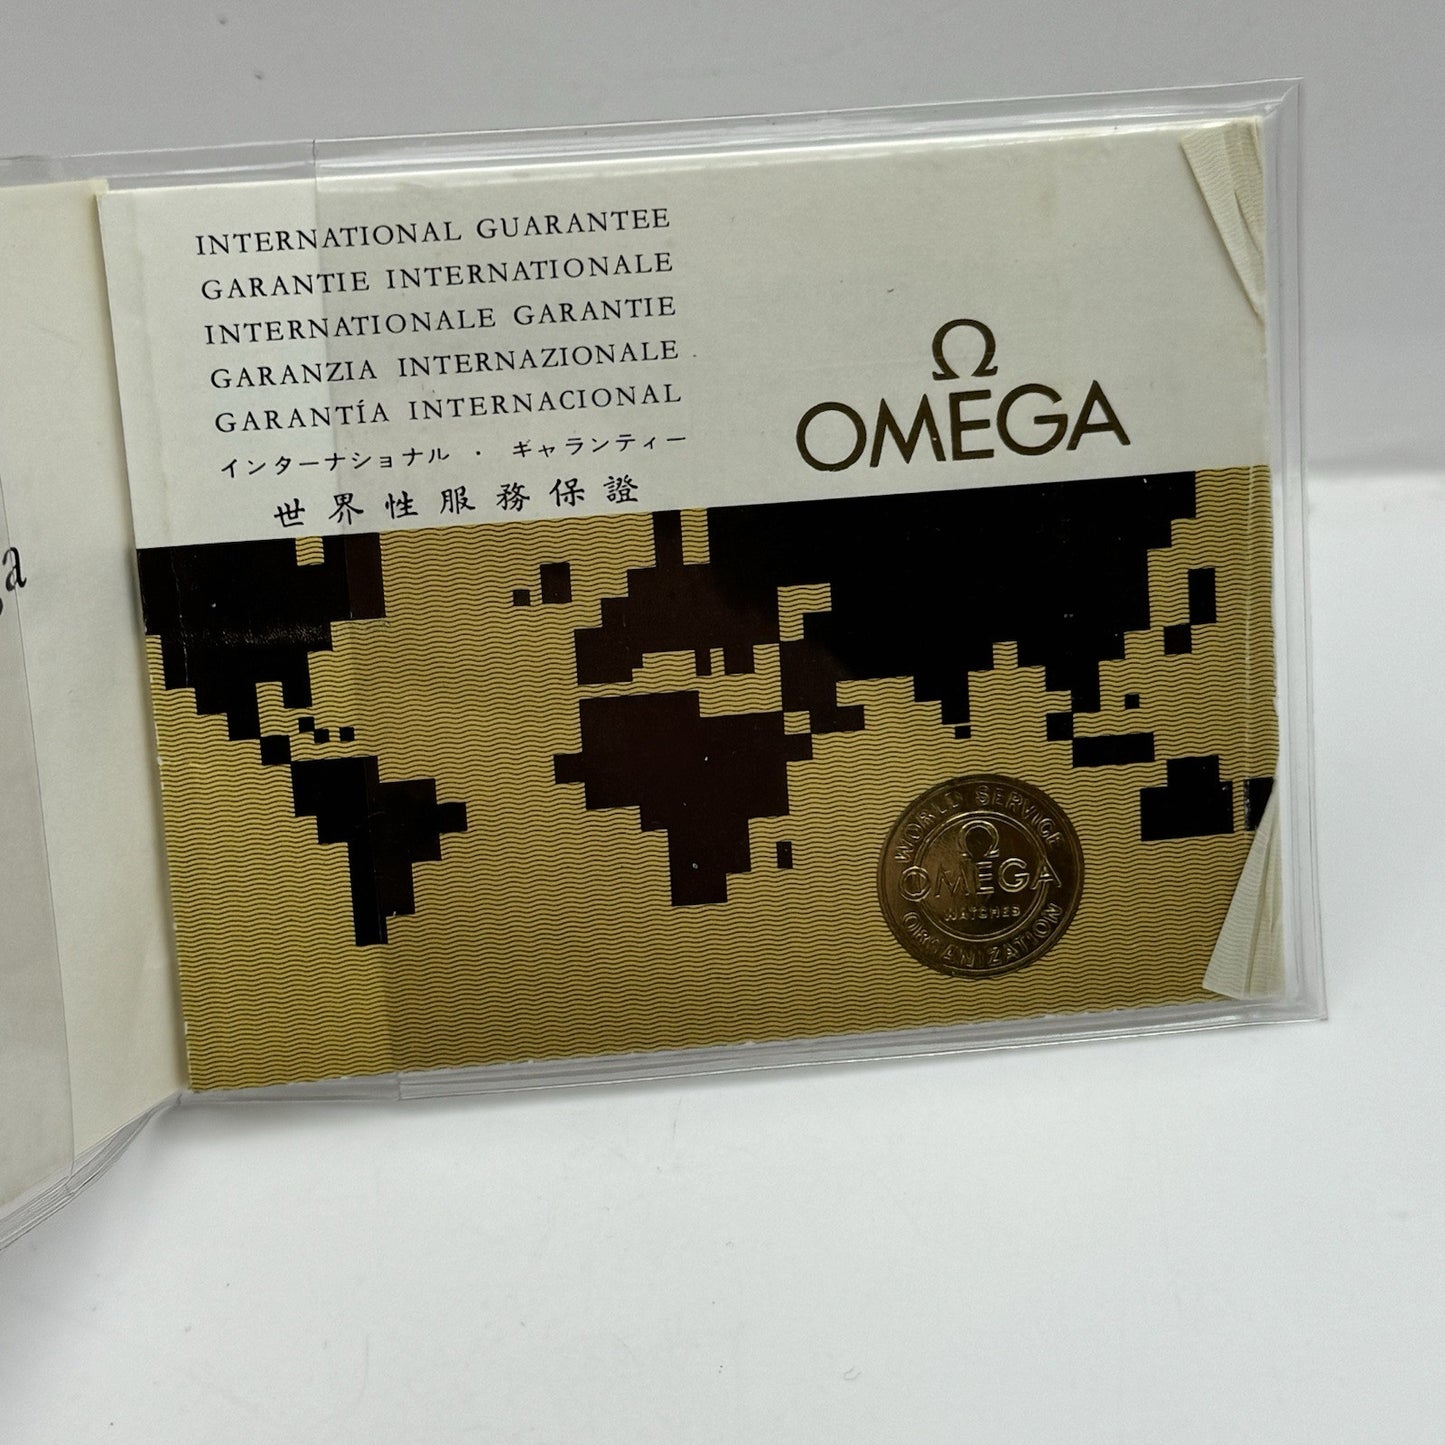 INTERNATIONAL GUARANTEE
GARANTIE INTERNATIONALE
INTERNATIONALE GARANTIE
GARANZIA INTERNAZIONALE
GARANTÍA INTERNACIONAL
インターナショナル ・ ギャランティー
世界性服務保證
Ω
OMEGA
WORLD SERVICE
Ω
OMEGA
WATCHES
ORGANIZATION